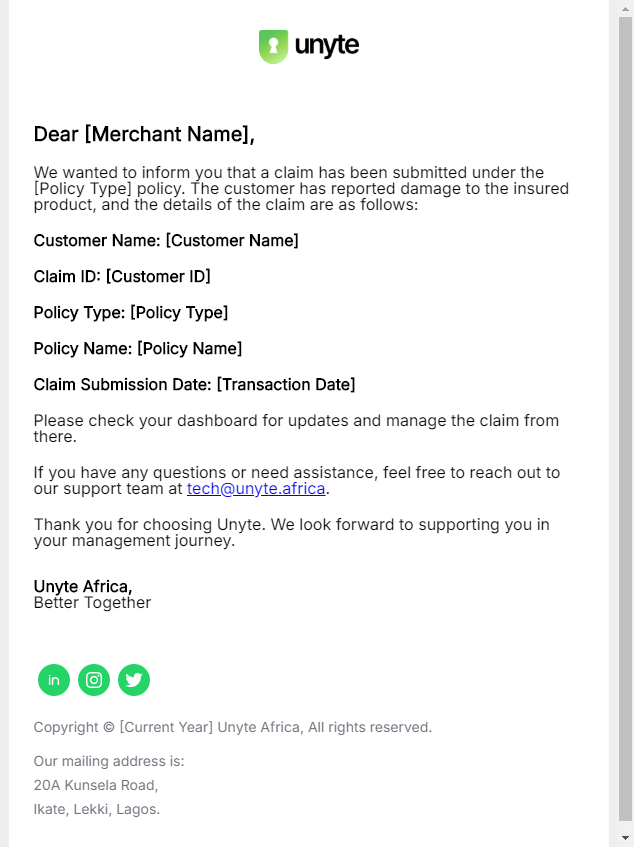 unyte
Dear [Merchant Name],
We wanted to inform you that a claim has been submitted under the
[Policy Type] policy. The customer has reported damage to the insured
product, and the details of the claim are as follows:
Customer Name: [Customer Name]
Claim ID: [Customer ID]
Policy Type: [Policy Type]
Policy Name: [Policy Name]
Claim Submission Date: [Transaction Date]
Please check your dashboard for updates and manage the claim from
there.
If you have any questions or need assistance, feel free to reach out to
our support team at tech@unyte.africa.
Thank you for choosing Unyte. We look forward to supporting you in
your management journey.
Unyte Africa,
Better Together
in
Copyright © [Current Year] Unyte Africa, All rights reserved.
Our mailing address is:
20A Kunsela Road,
Ikate, Lekki, Lagos.